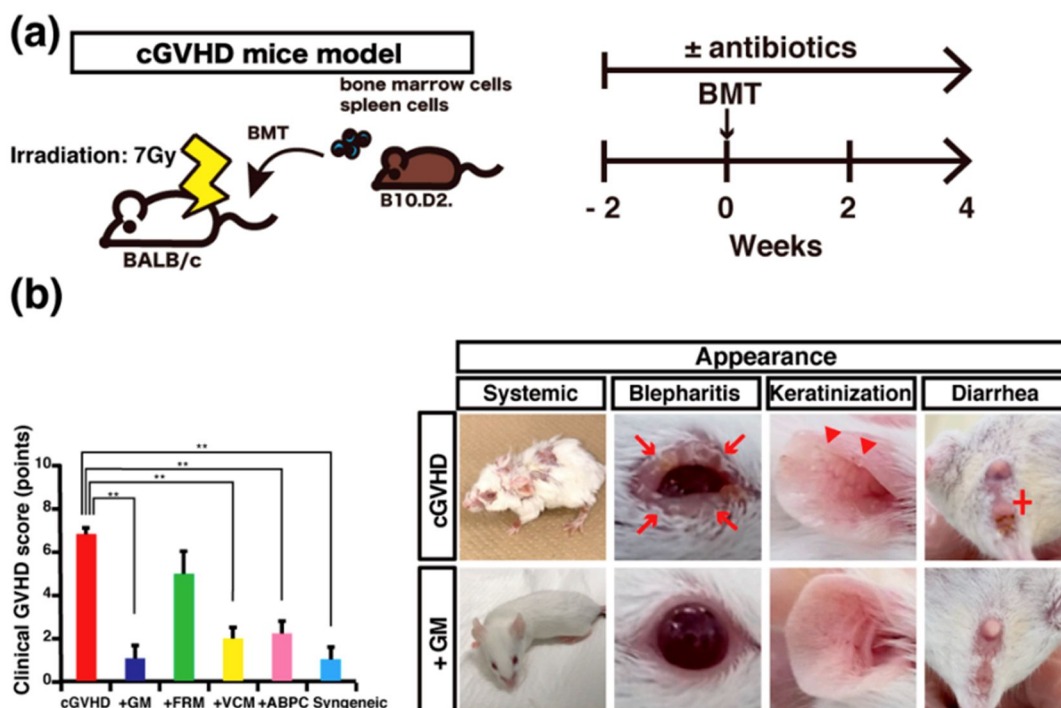 (a)
cGVHD mice model
bone marrow cells
spleen cells
BMT
Irradiation: 7Gy
B10.D2.
BALB/c
± antibiotics
BMT
- 2 0 2 4
Weeks
(b)
Appearance
Systemic Blepharitis Keratinization Diarrhea
cGVHD
+GM
Clinical GVHD score (points)
10
8
6
4
2
0
**
**
**
**
cGVHD +GM +FRM +VCM +ABPC Syngeneic